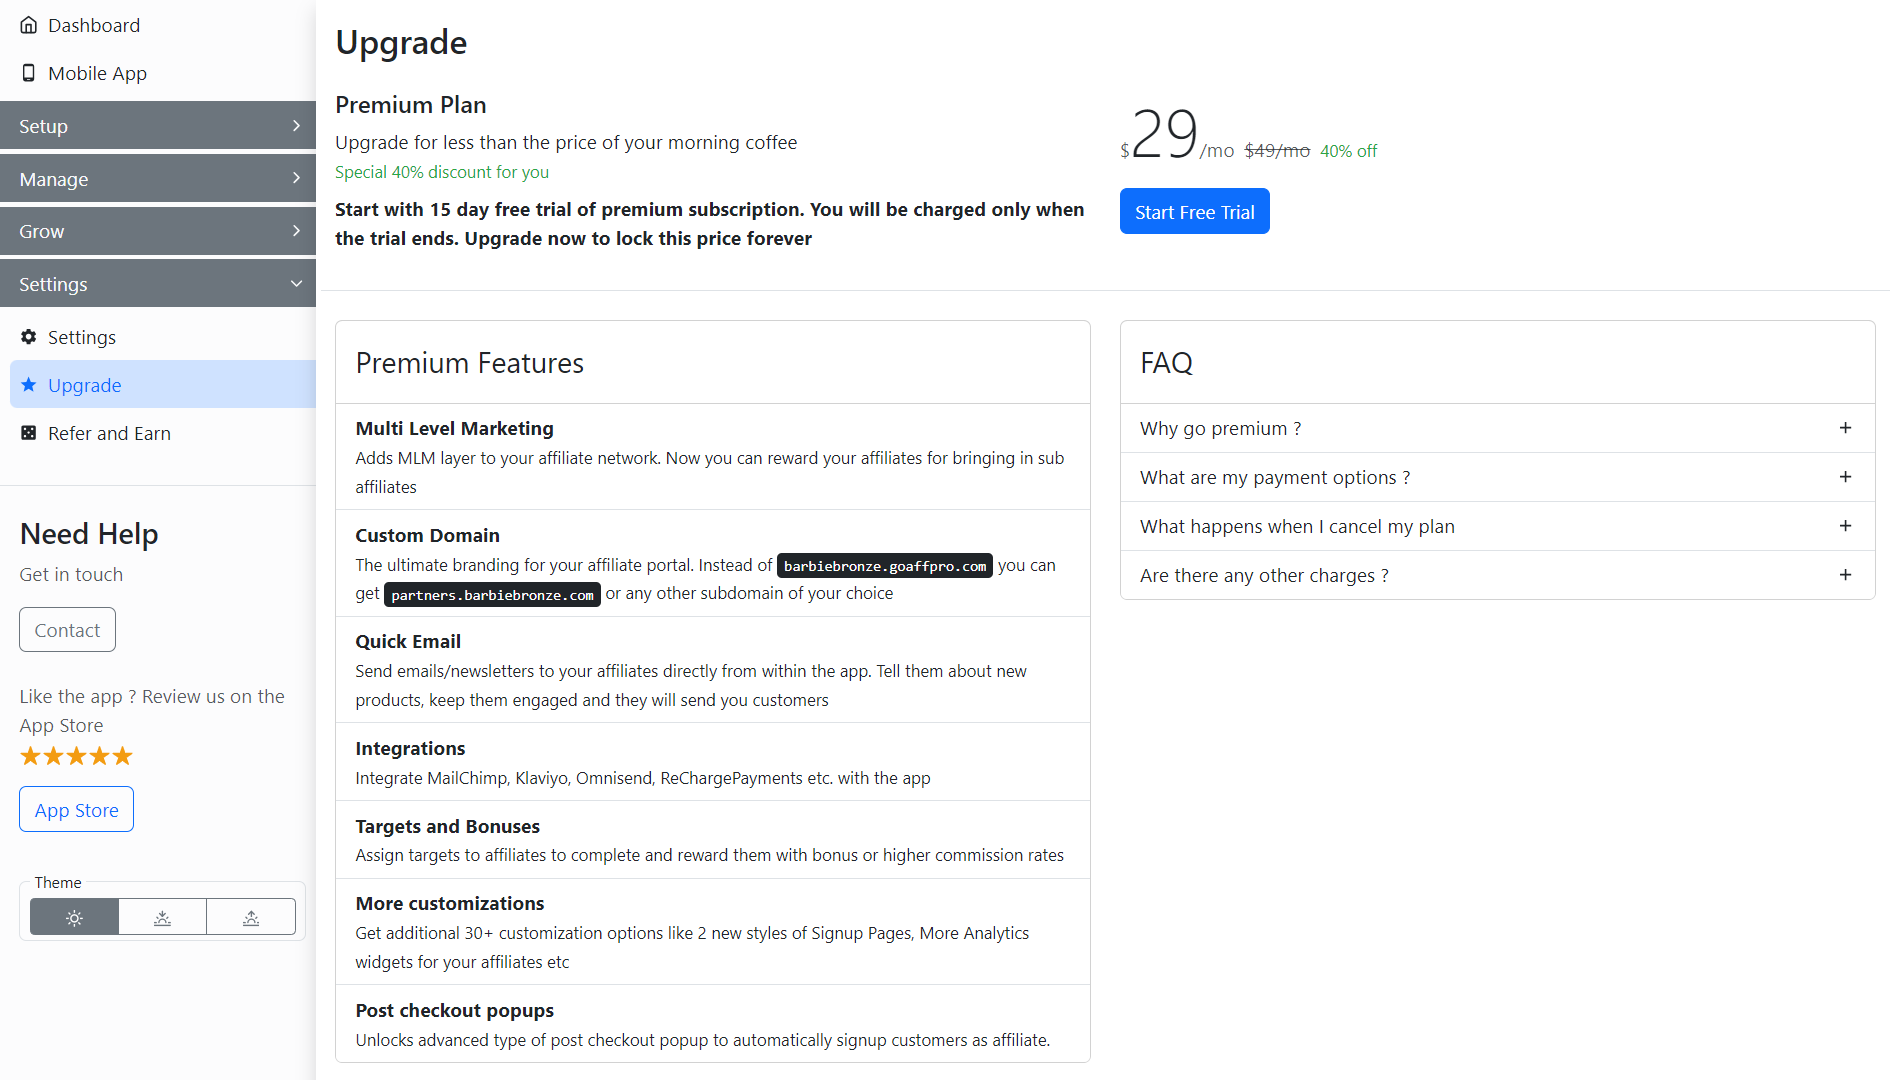 Dashboard
Mobile App
Setup
Manage
Grow
Settings
Settings
Upgrade
Refer and Earn
Need Help
Get in touch
Contact
Like the app ? Review us on the
App Store
App Store
Theme
Upgrade
Premium Plan
Upgrade for less than the price of your morning coffee
Special 40% discount for you
Start with 15 day free trial of premium subscription. You will be charged only when
the trial ends. Upgrade now to lock this price forever
$29/mo $49/mo 40% off
Start Free Trial
Premium Features
Multi Level Marketing
Adds MLM layer to your affiliate network. Now you can reward your affiliates for bringing in sub
affiliates
Custom Domain
The ultimate branding for your affiliate portal. Instead of barbiebronze.goaffpro.com you can
get partners.barbiebronze.com or any other subdomain of your choice
Quick Email
Send emails/newsletters to your affiliates directly from within the app. Tell them about new
products, keep them engaged and they will send you customers
Integrations
Integrate MailChimp, Klaviyo, Omnisend, ReChargePayments etc. with the app
Targets and Bonuses
Assign targets to affiliates to complete and reward them with bonus or higher commission rates
More customizations
Get additional 30+ customization options like 2 new styles of Signup Pages, More Analytics
widgets for your affiliates etc
Post checkout popups
Unlocks advanced type of post checkout popup to automatically signup customers as affiliate.
FAQ
Why go premium ?
What are my payment options ?
What happens when I cancel my plan
Are there any other charges ?